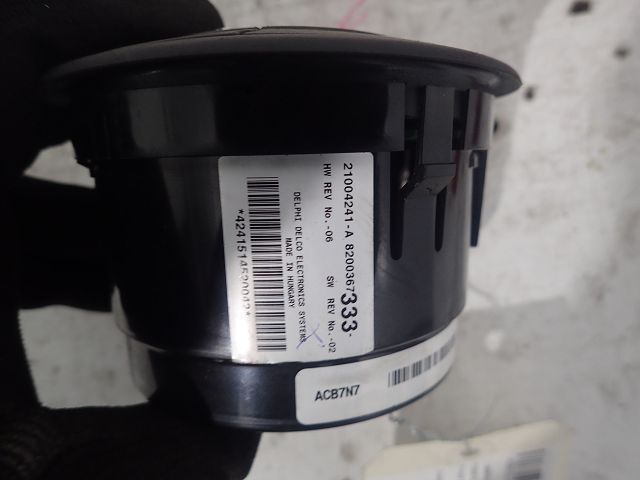 21004241-A 8200367333-
HW REV No.-06 SW REV No.-02
DELPHI DELCO ELECTRONICS SYSTEMS
MADE IN HUNGARY
ACB7N7